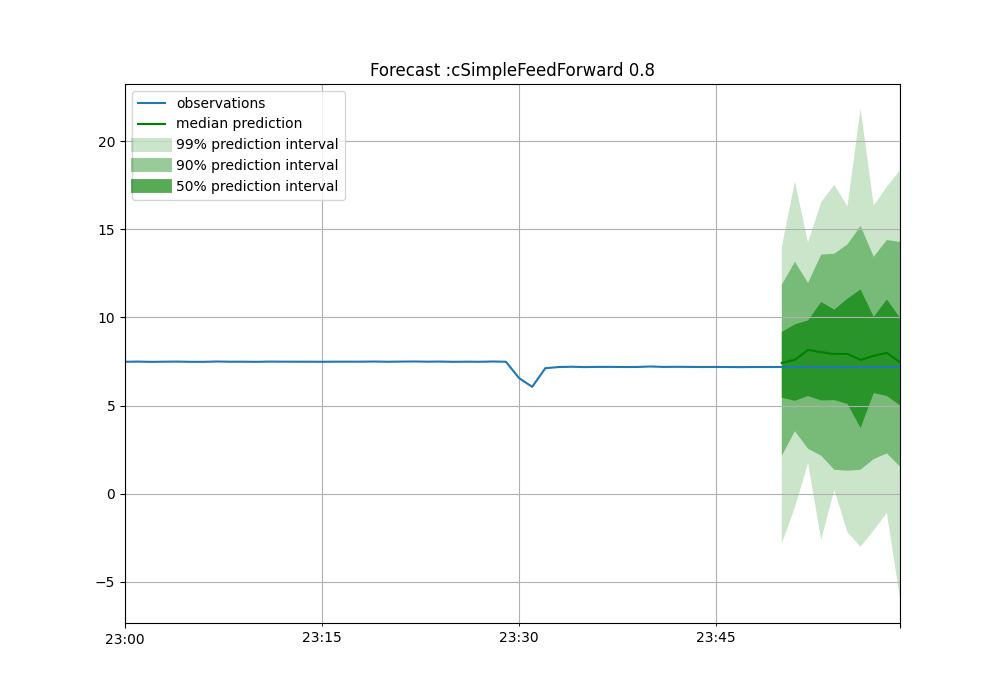 Forecast :cSimpleFeedForward 0.8
observations
median prediction
99% prediction interval
90% prediction interval
50% prediction interval
20
15
10
5
0
−5
23:00
23:15
23:30
23:45